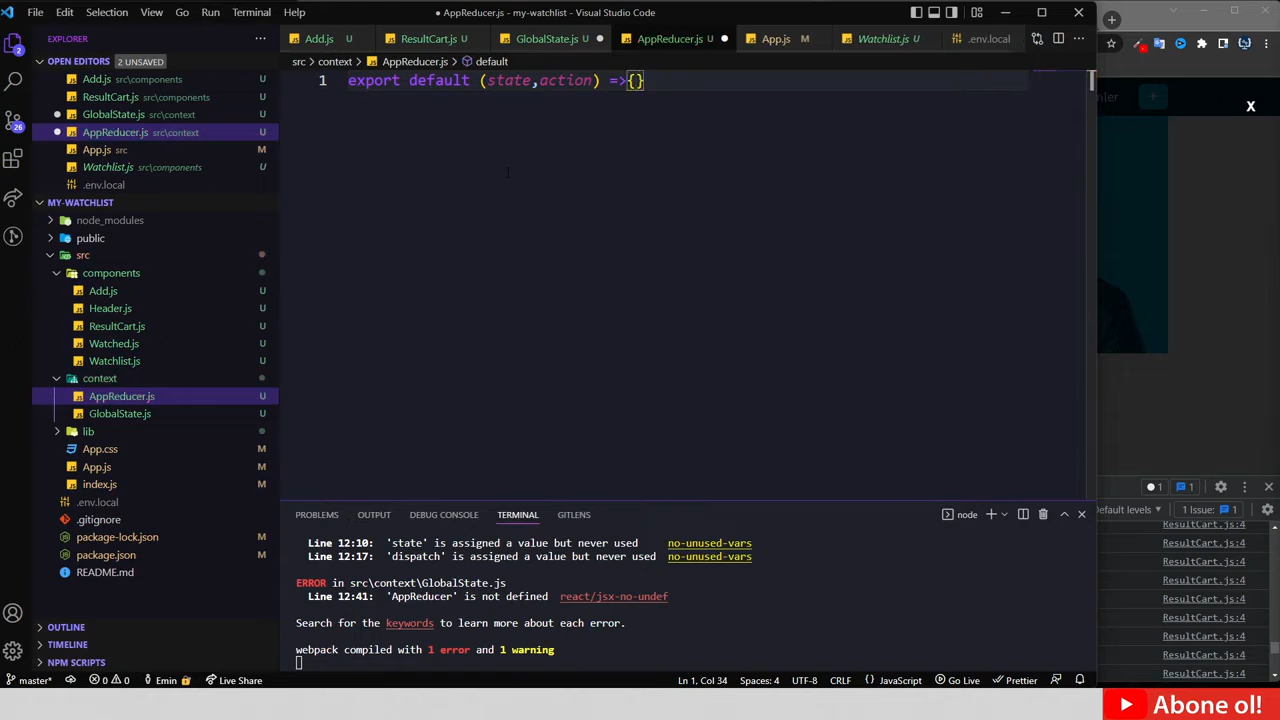 File Edit Selection View Go Run Terminal Help
● AppReducer.js - my-watchlist - Visual Studio Code
EXPLORER
Add.js U
ResultCart.js U
GlobalState.js
AppReducer.js
App.js M
Watchlist.js U
.env.local
OPEN EDITORS 2 UNSAVED
src > context > AppReducer.js > default
1 export default (state,action) =>{}
Add.js src\components U
ResultCart.js src\components U
GlobalState.js src\context U
AppReducer.js src\context U
App.js src M
Watchlist.js src\components U
.env.local
MY-WATCHLIST
node_modules
public
src
components
Add.js U
Header.js U
ResultCart.js U
Watched.js U
Watchlist.js U
context
AppReducer.js U
GlobalState.js U
lib
App.css M
App.js M
index.js M
.env.local
.gitignore M
package-lock.json M
package.json M
README.md
OUTLINE
TIMELINE
NPM SCRIPTS
2
26
PROBLEMS OUTPUT DEBUG CONSOLE TERMINAL GITLENS
node
Line 12:10: 'state' is assigned a value but never used no-unused-vars
Line 12:17: 'dispatch' is assigned a value but never used no-unused-vars
ERROR in src\context\GlobalState.js
Line 12:41: 'AppReducer' is not defined react/jsx-no-undef
Search for the keywords to learn more about each error.
webpack compiled with 1 error and 1 warning
x
1 1
Default levels 1 Issue: 1
ResultCart.js:4
ResultCart.js:4
ResultCart.js:4
ResultCart.js:4
ResultCart.js:4
ResultCart.js:4
ResultCart.js:4
ResultCart.js:4
ResultCart.js:4
master* 0 0 Emin Live Share
Ln 1, Col 34 Spaces: 4 UTF-8 CRLF JavaScript Go Live Prettier
Abone ol!